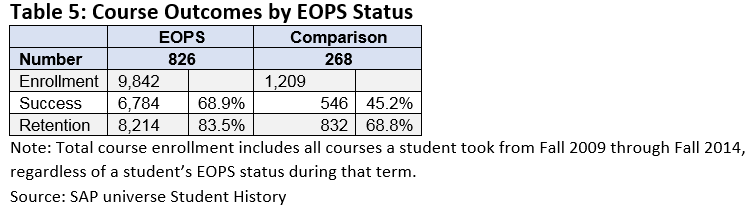 Table 5: Course Outcomes by EOPS Status
EOPS Comparison
Number 826 268
Enrollment 9,842 1,209
Success 6,784 68.9% 546 45.2%
Retention 8,214 83.5% 832 68.8%
Note: Total course enrollment includes all courses a student took from Fall 2009 through Fall 2014,
regardless of a student's EOPS status during that term.
Source: SAP universe Student History